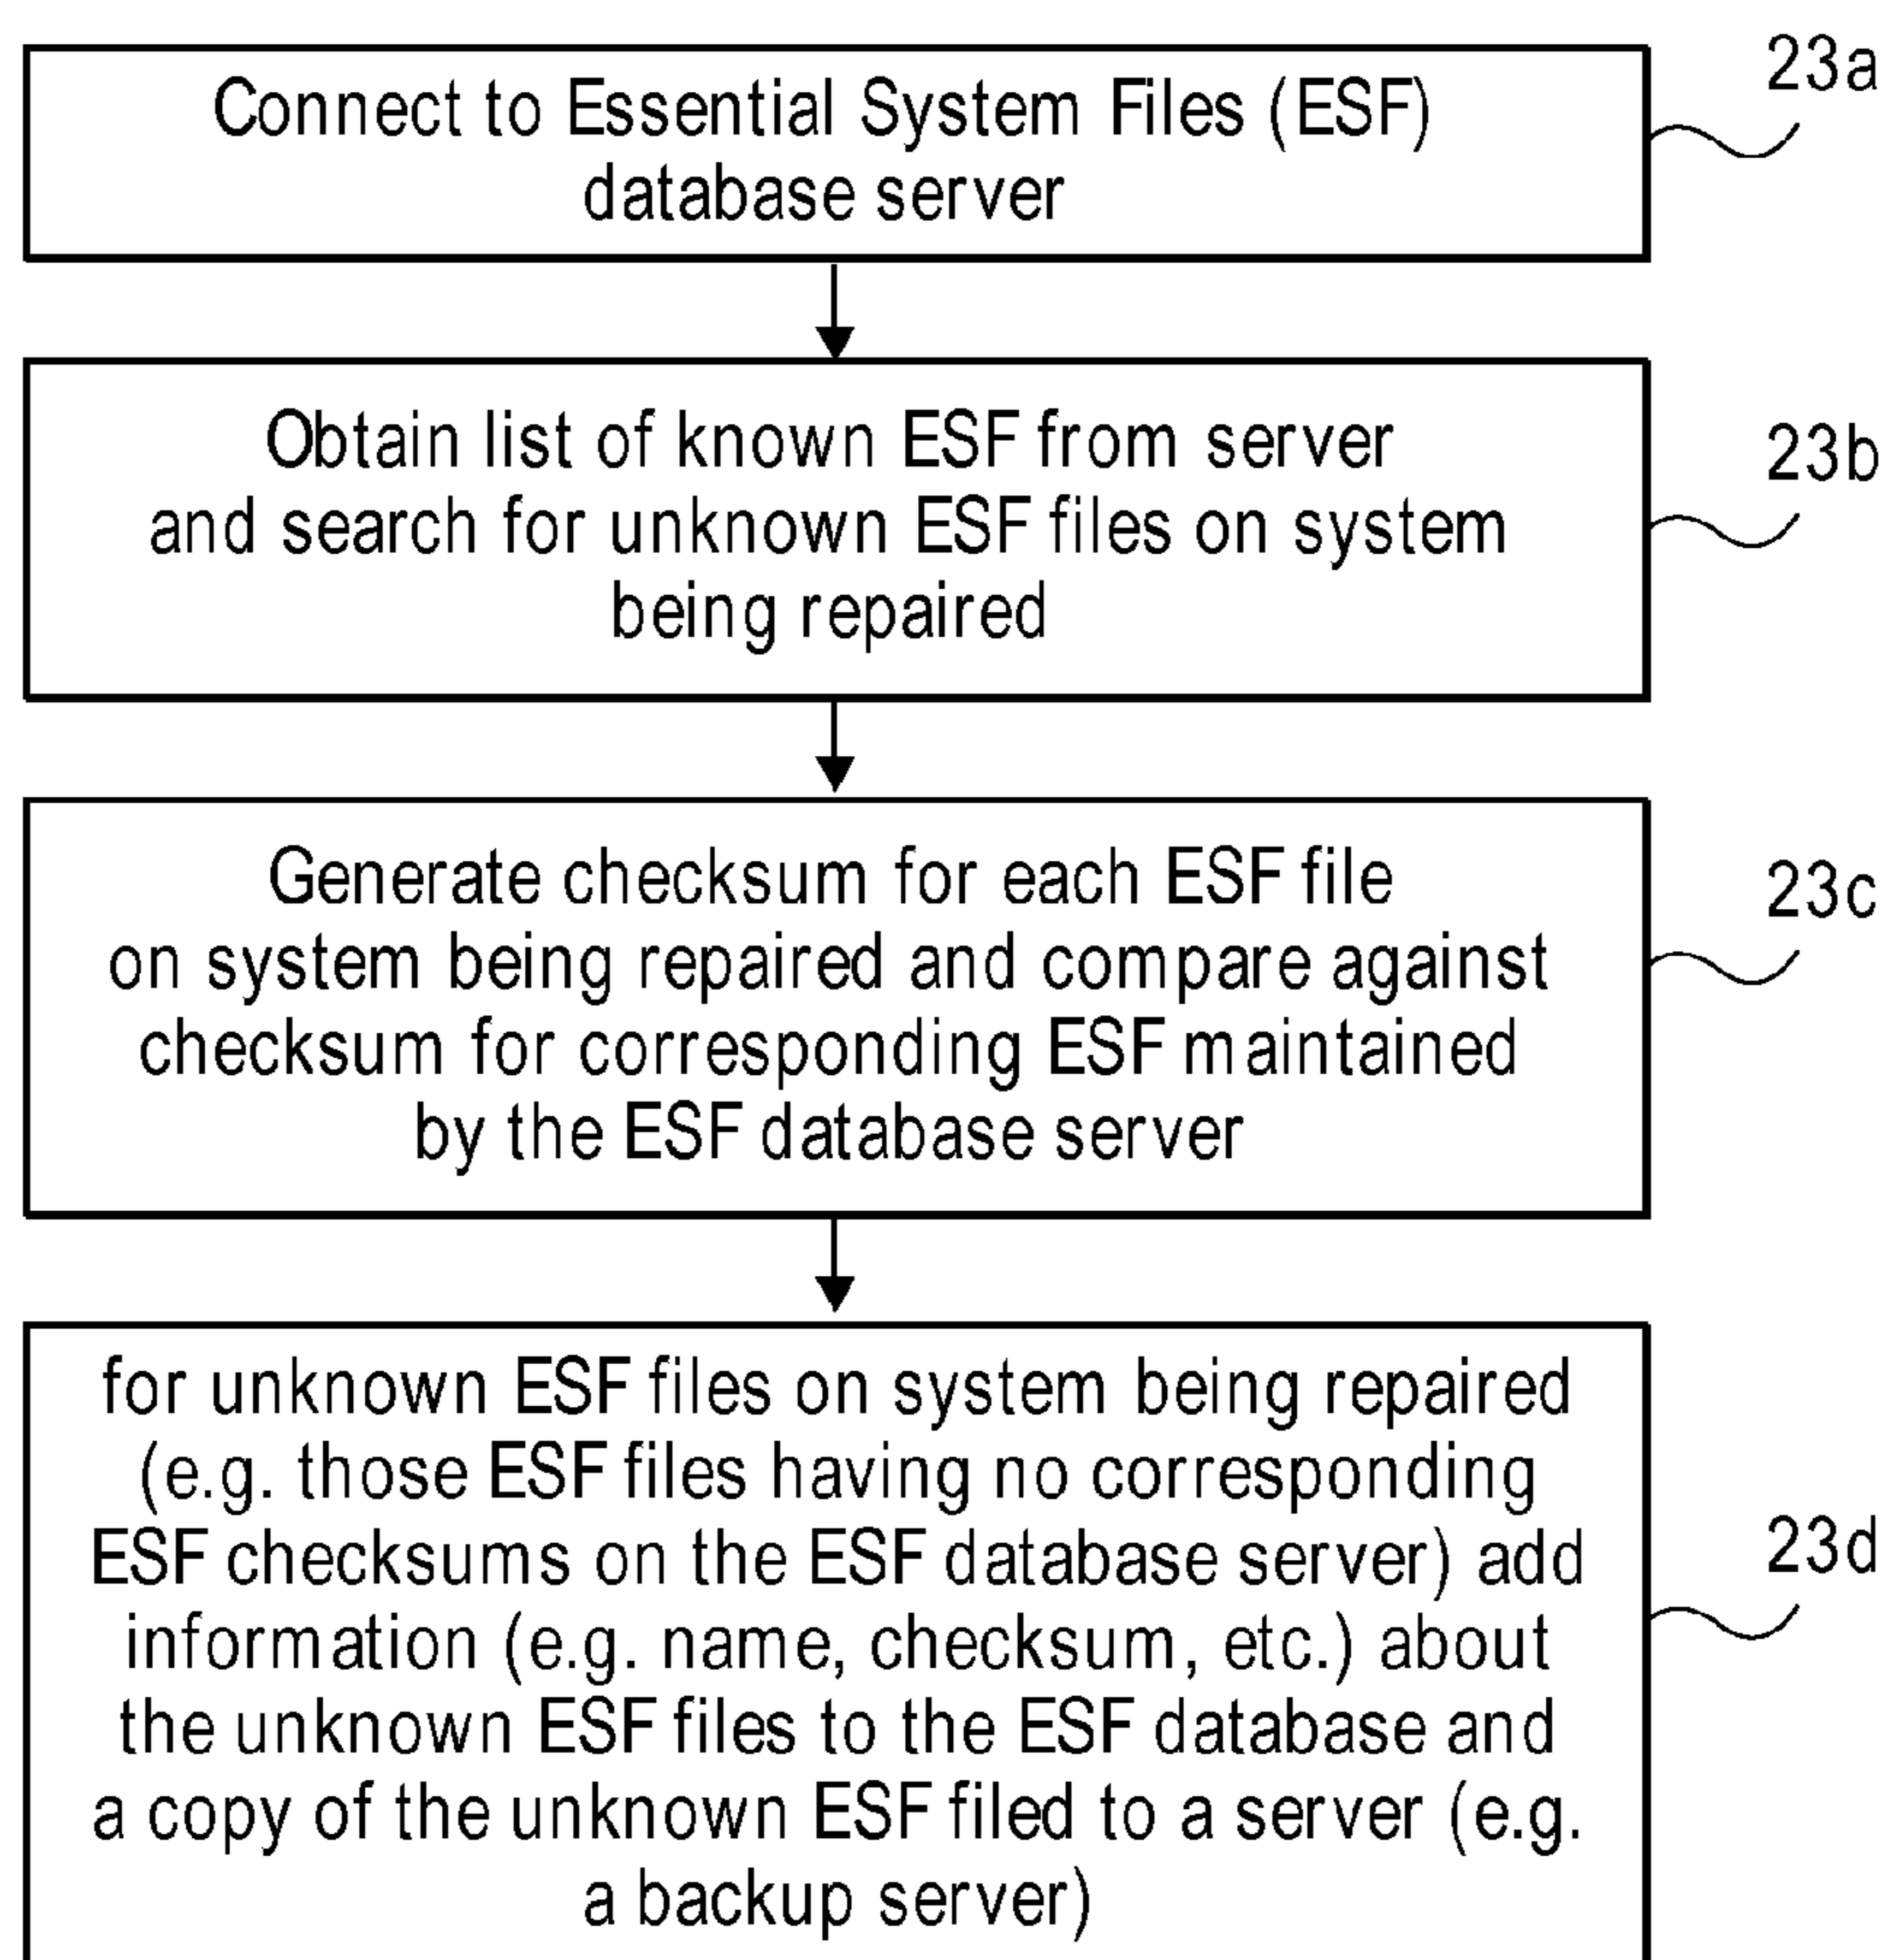 Connect to Essential System Files (ESF)
database server
23a
Obtain list of known ESF from server
and search for unknown ESF files on system
being repaired
23b
Generate checksum for each ESF file
on system being repaired and compare against
checksum for corresponding ESF maintained
by the ESF database server
23c
for unknown ESF files on system being repaired
(e.g. those ESF files having no corresponding
ESF checksums on the ESF database server) add
information (e.g. name, checksum, etc.) about
the unknown ESF files to the ESF database and
a copy of the unknown ESF filed to a server (e.g.
a backup server)
23d